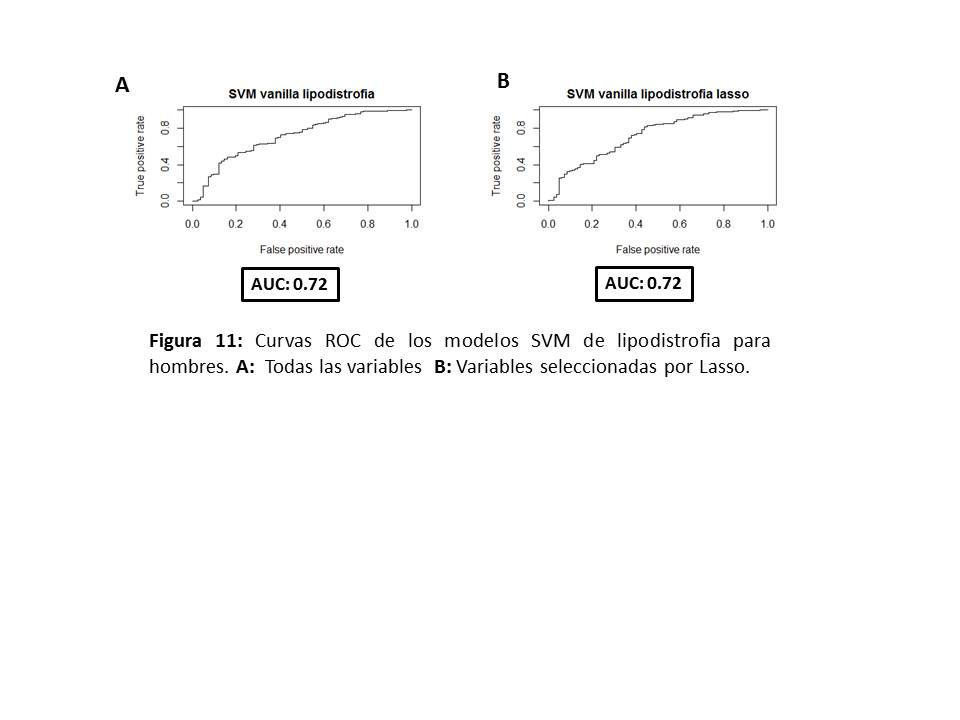 A
SVM vanilla lipodistrofia
True positive rate
0.0 0.4 0.8
0.0 0.2 0.4 0.6 0.8 1.0
False positive rate
AUC: 0.72
B
SVM vanilla lipodistrofia lasso
True positive rate
0.0 0.4 0.8
0.0 0.2 0.4 0.6 0.8 1.0
False positive rate
AUC: 0.72
Figura 11: Curvas ROC de los modelos SVM de lipodistrofia para
hombres. A: Todas las variables B: Variables seleccionadas por Lasso.